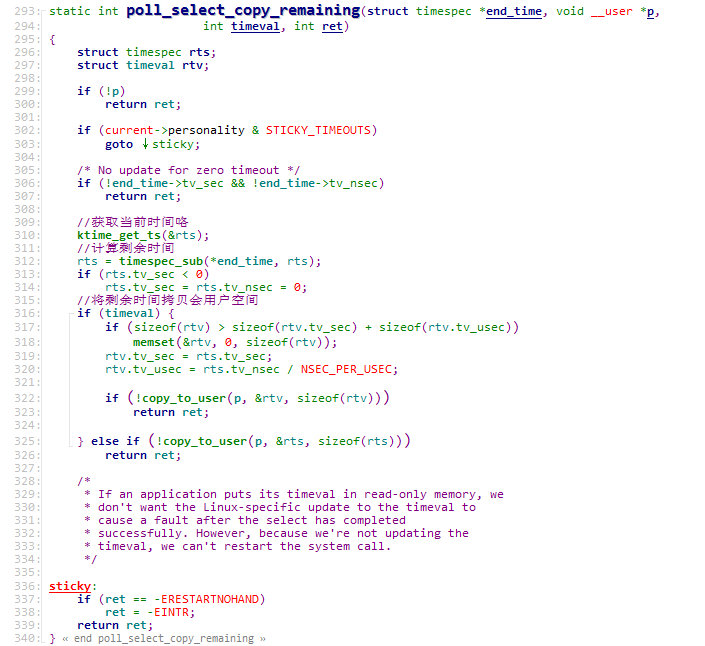 293: static int poll_select_copy_remaining(struct timespec *end_time, void __user *p,
294:                       int timeval, int ret)
295: {
296:     struct timespec rts;
297:     struct timeval rtv;
298:
299:     if (!p)
300:         return ret;
301:
302:     if (current->personality & STICKY_TIMEOUTS)
303:         goto ↓sticky;
304:
305:     /* No update for zero timeout */
306:     if (!end_time->tv_sec && !end_time->tv_nsec)
307:         return ret;
308:
309:     //获取当前时间咯
310:     ktime_get_ts(&rts);
311:     //计算剩余时间
312:     rts = timespec_sub(*end_time, rts);
313:     if (rts.tv_sec < 0)
314:         rts.tv_sec = rts.tv_nsec = 0;
315:     //将剩余时间拷贝会用户空间
316:     if (timeval) {
317:         if (sizeof(rtv) > sizeof(rtv.tv_sec) + sizeof(rtv.tv_usec))
318:             memset(&rtv, 0, sizeof(rtv));
319:         rtv.tv_sec = rts.tv_sec;
320:         rtv.tv_usec = rts.tv_nsec / NSEC_PER_USEC;
321:
322:         if (!copy_to_user(p, &rtv, sizeof(rtv)))
323:             return ret;
324:
325:     } else if (!copy_to_user(p, &rts, sizeof(rts)))
326:         return ret;
327:
328:     /*
329:      * If an application puts its timeval in read-only memory, we
330:      * don't want the Linux-specific update to the timeval to
331:      * cause a fault after the select has completed
332:      * successfully. However, because we're not updating the
333:      * timeval, we can't restart the system call.
334:      */
335:
336: sticky:
337:     if (ret == -ERESTARTNOHAND)
338:         ret = -EINTR;
339:     return ret;
340: } « end poll_select_copy_remaining »